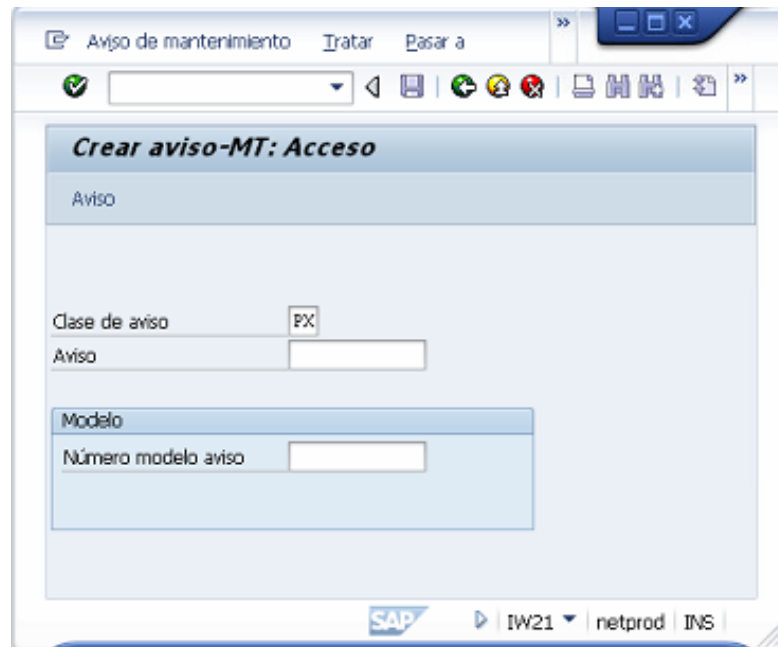 Aviso de mantenimiento Tratar Pasar a »
»
Crear aviso-MT: Acceso
Aviso
Clase de aviso PX
Aviso
Modelo
Número modelo aviso
SAP IW21 netprod INS